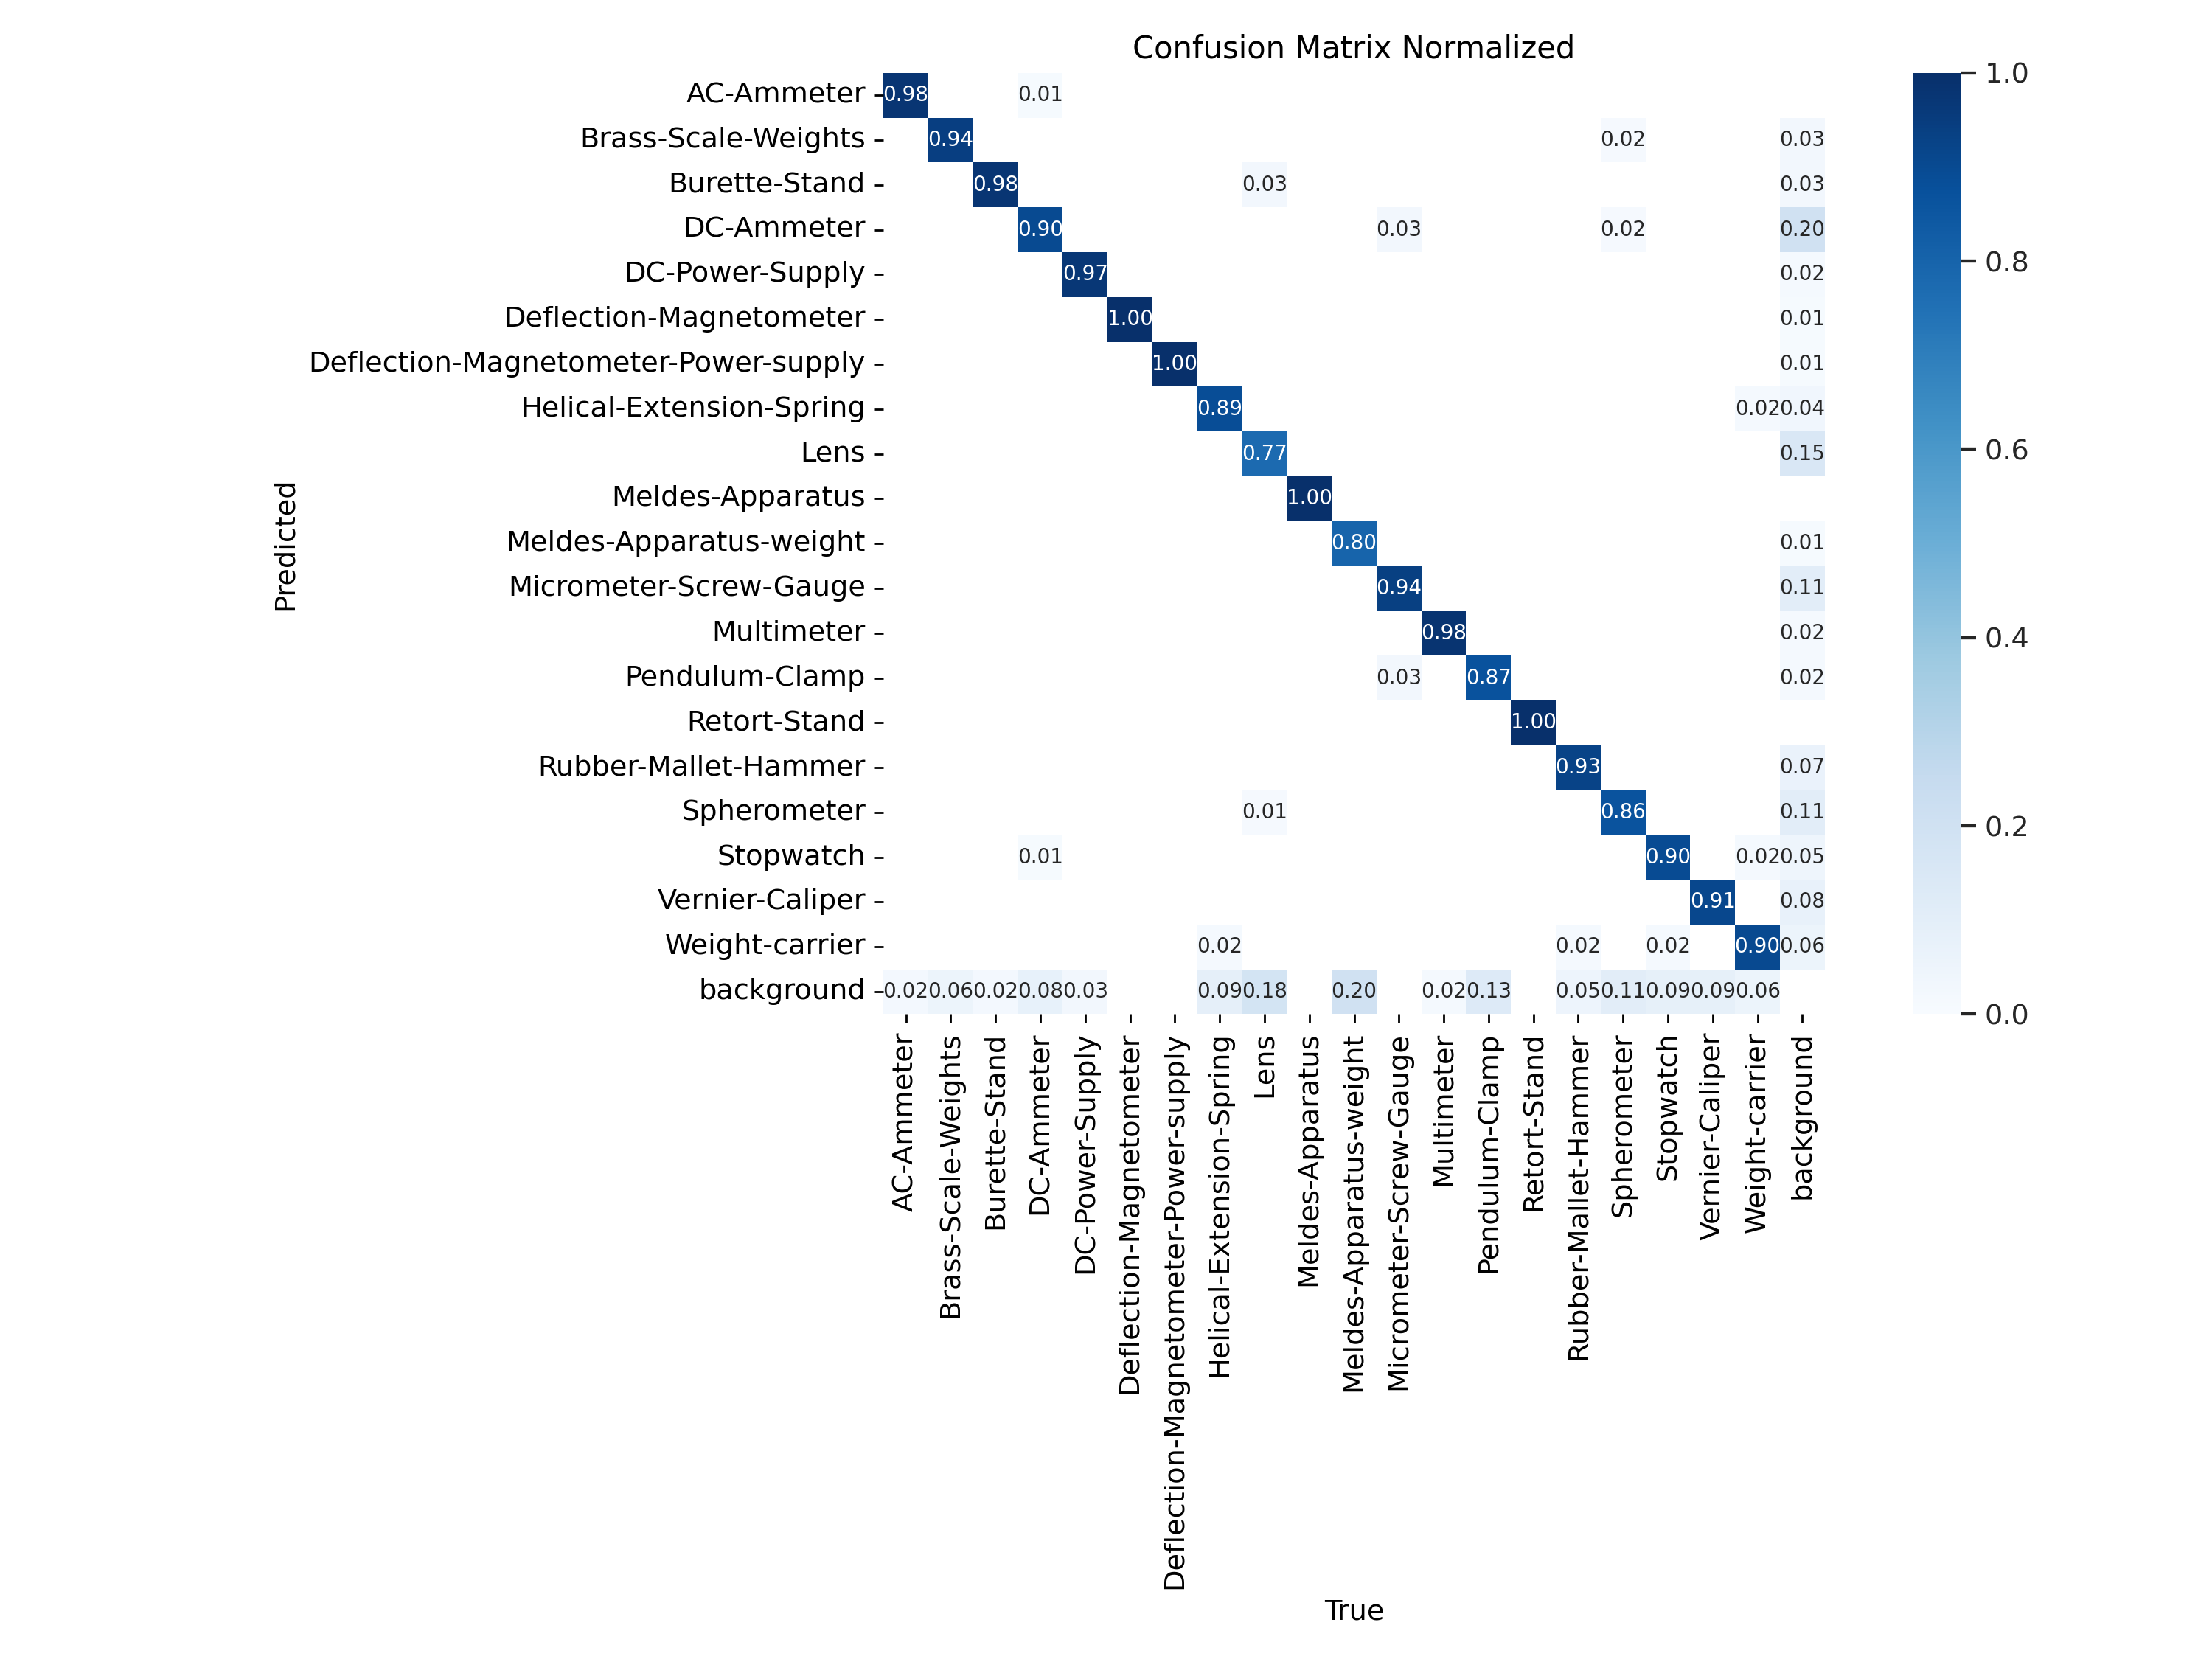 Confusion Matrix Normalized
AC-Ammeter 0.98 0.01
Brass-Scale-Weights 0.94 0.02 0.03
Burette-Stand 0.98 0.03 0.03
DC-Ammeter 0.90 0.03 0.02 0.20
DC-Power-Supply 0.97 0.02
Deflection-Magnetometer 1.00 0.01
Deflection-Magnetometer-Power-supply 1.00 0.01
Helical-Extension-Spring 0.89 0.02 0.04
Lens 0.77 0.15
Meldes-Apparatus 1.00
Meldes-Apparatus-weight 0.80 0.01
Micrometer-Screw-Gauge 0.94 0.11
Multimeter 0.98 0.02
Pendulum-Clamp 0.03 0.87 0.02
Retort-Stand 1.00
Rubber-Mallet-Hammer 0.93 0.07
Spherometer 0.01 0.86 0.11
Stopwatch 0.01 0.90 0.02 0.05
Vernier-Caliper 0.91 0.08
Weight-carrier 0.02 0.02 0.02 0.90 0.06
background 0.02 0.06 0.02 0.08 0.03 0.09 0.18 0.20 0.02 0.13 0.05 0.11 0.09 0.09 0.06
Predicted
AC-Ammeter
Brass-Scale-Weights
Burette-Stand
DC-Ammeter
DC-Power-Supply
Deflection-Magnetometer
Deflection-Magnetometer-Power-supply
Helical-Extension-Spring
Lens
Meldes-Apparatus
Meldes-Apparatus-weight
Micrometer-Screw-Gauge
Multimeter
Pendulum-Clamp
Retort-Stand
Rubber-Mallet-Hammer
Spherometer
Stopwatch
Vernier-Caliper
Weight-carrier
background
True
1.0
0.8
0.6
0.4
0.2
0.0